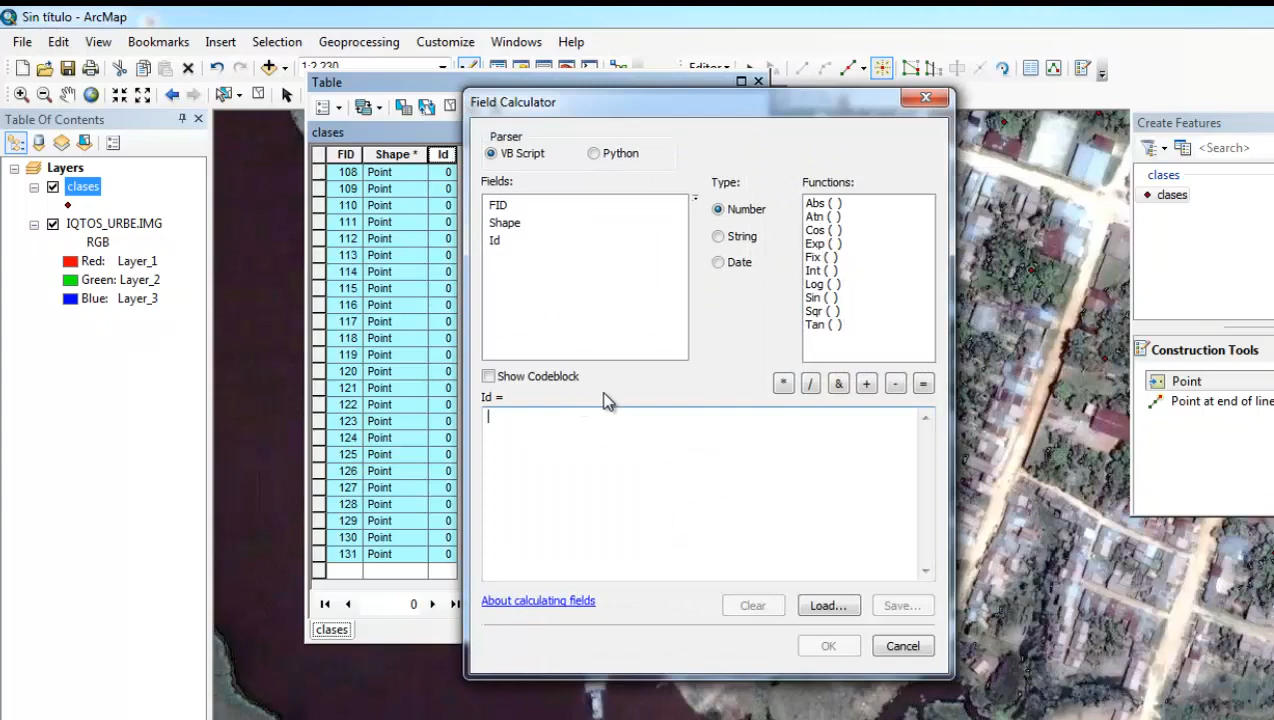 Sin título - ArcMap
File Edit View Bookmarks Insert Selection Geoprocessing Customize Windows Help
1:2.230
Editor
Table
Table Of Contents
Layers
clases
IQTOS_URBE.IMG
RGB
Red: Layer_1
Green: Layer_2
Blue: Layer_3
clases
FID Shape * Id
108 Point 0
109 Point 0
110 Point 0
111 Point 0
112 Point 0
113 Point 0
114 Point 0
115 Point 0
116 Point 0
117 Point 0
118 Point 0
119 Point 0
120 Point 0
121 Point 0
122 Point 0
123 Point 0
124 Point 0
125 Point 0
126 Point 0
127 Point 0
128 Point 0
129 Point 0
130 Point 0
131 Point 0
0
clases
Field Calculator
Parser
VB Script Python
Fields: Type: Functions:
FID
Shape
Id
Number
String
Date
Abs ( )
Atn ( )
Cos ( )
Exp ( )
Fix ( )
Int ( )
Log ( )
Sin ( )
Sqr ( )
Tan ( )
Show Codeblock
* / & + - =
Id =
About calculating fields
Clear Load... Save...
OK Cancel
Create Features
<Search>
clases
clases
Construction Tools
Point
Point at end of line